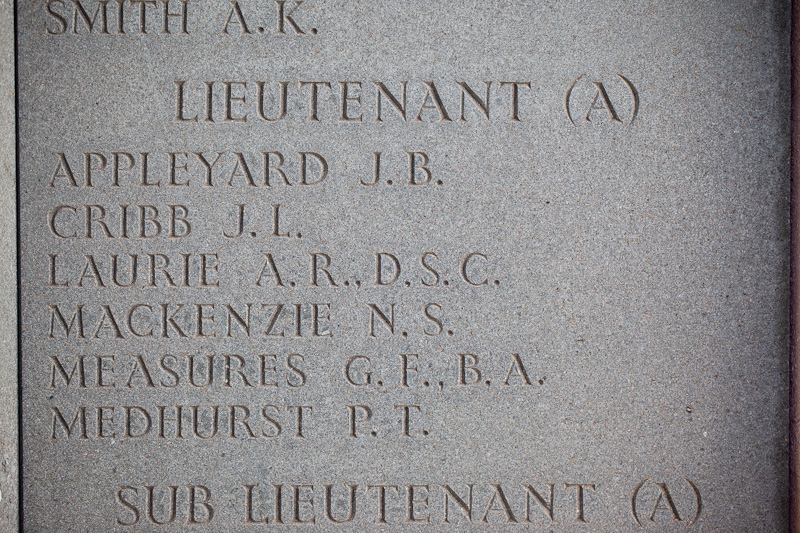 SMITH A.K.
LIEUTENANT (A)
APPLEYARD J.B.
CRIBB J.L.
LAURIE A.R., D.S.C.
MACKENZIE N.S.
MEASURES G.F., B.A.
MEDHURST P.T.
SUB LIEUTENANT (A)